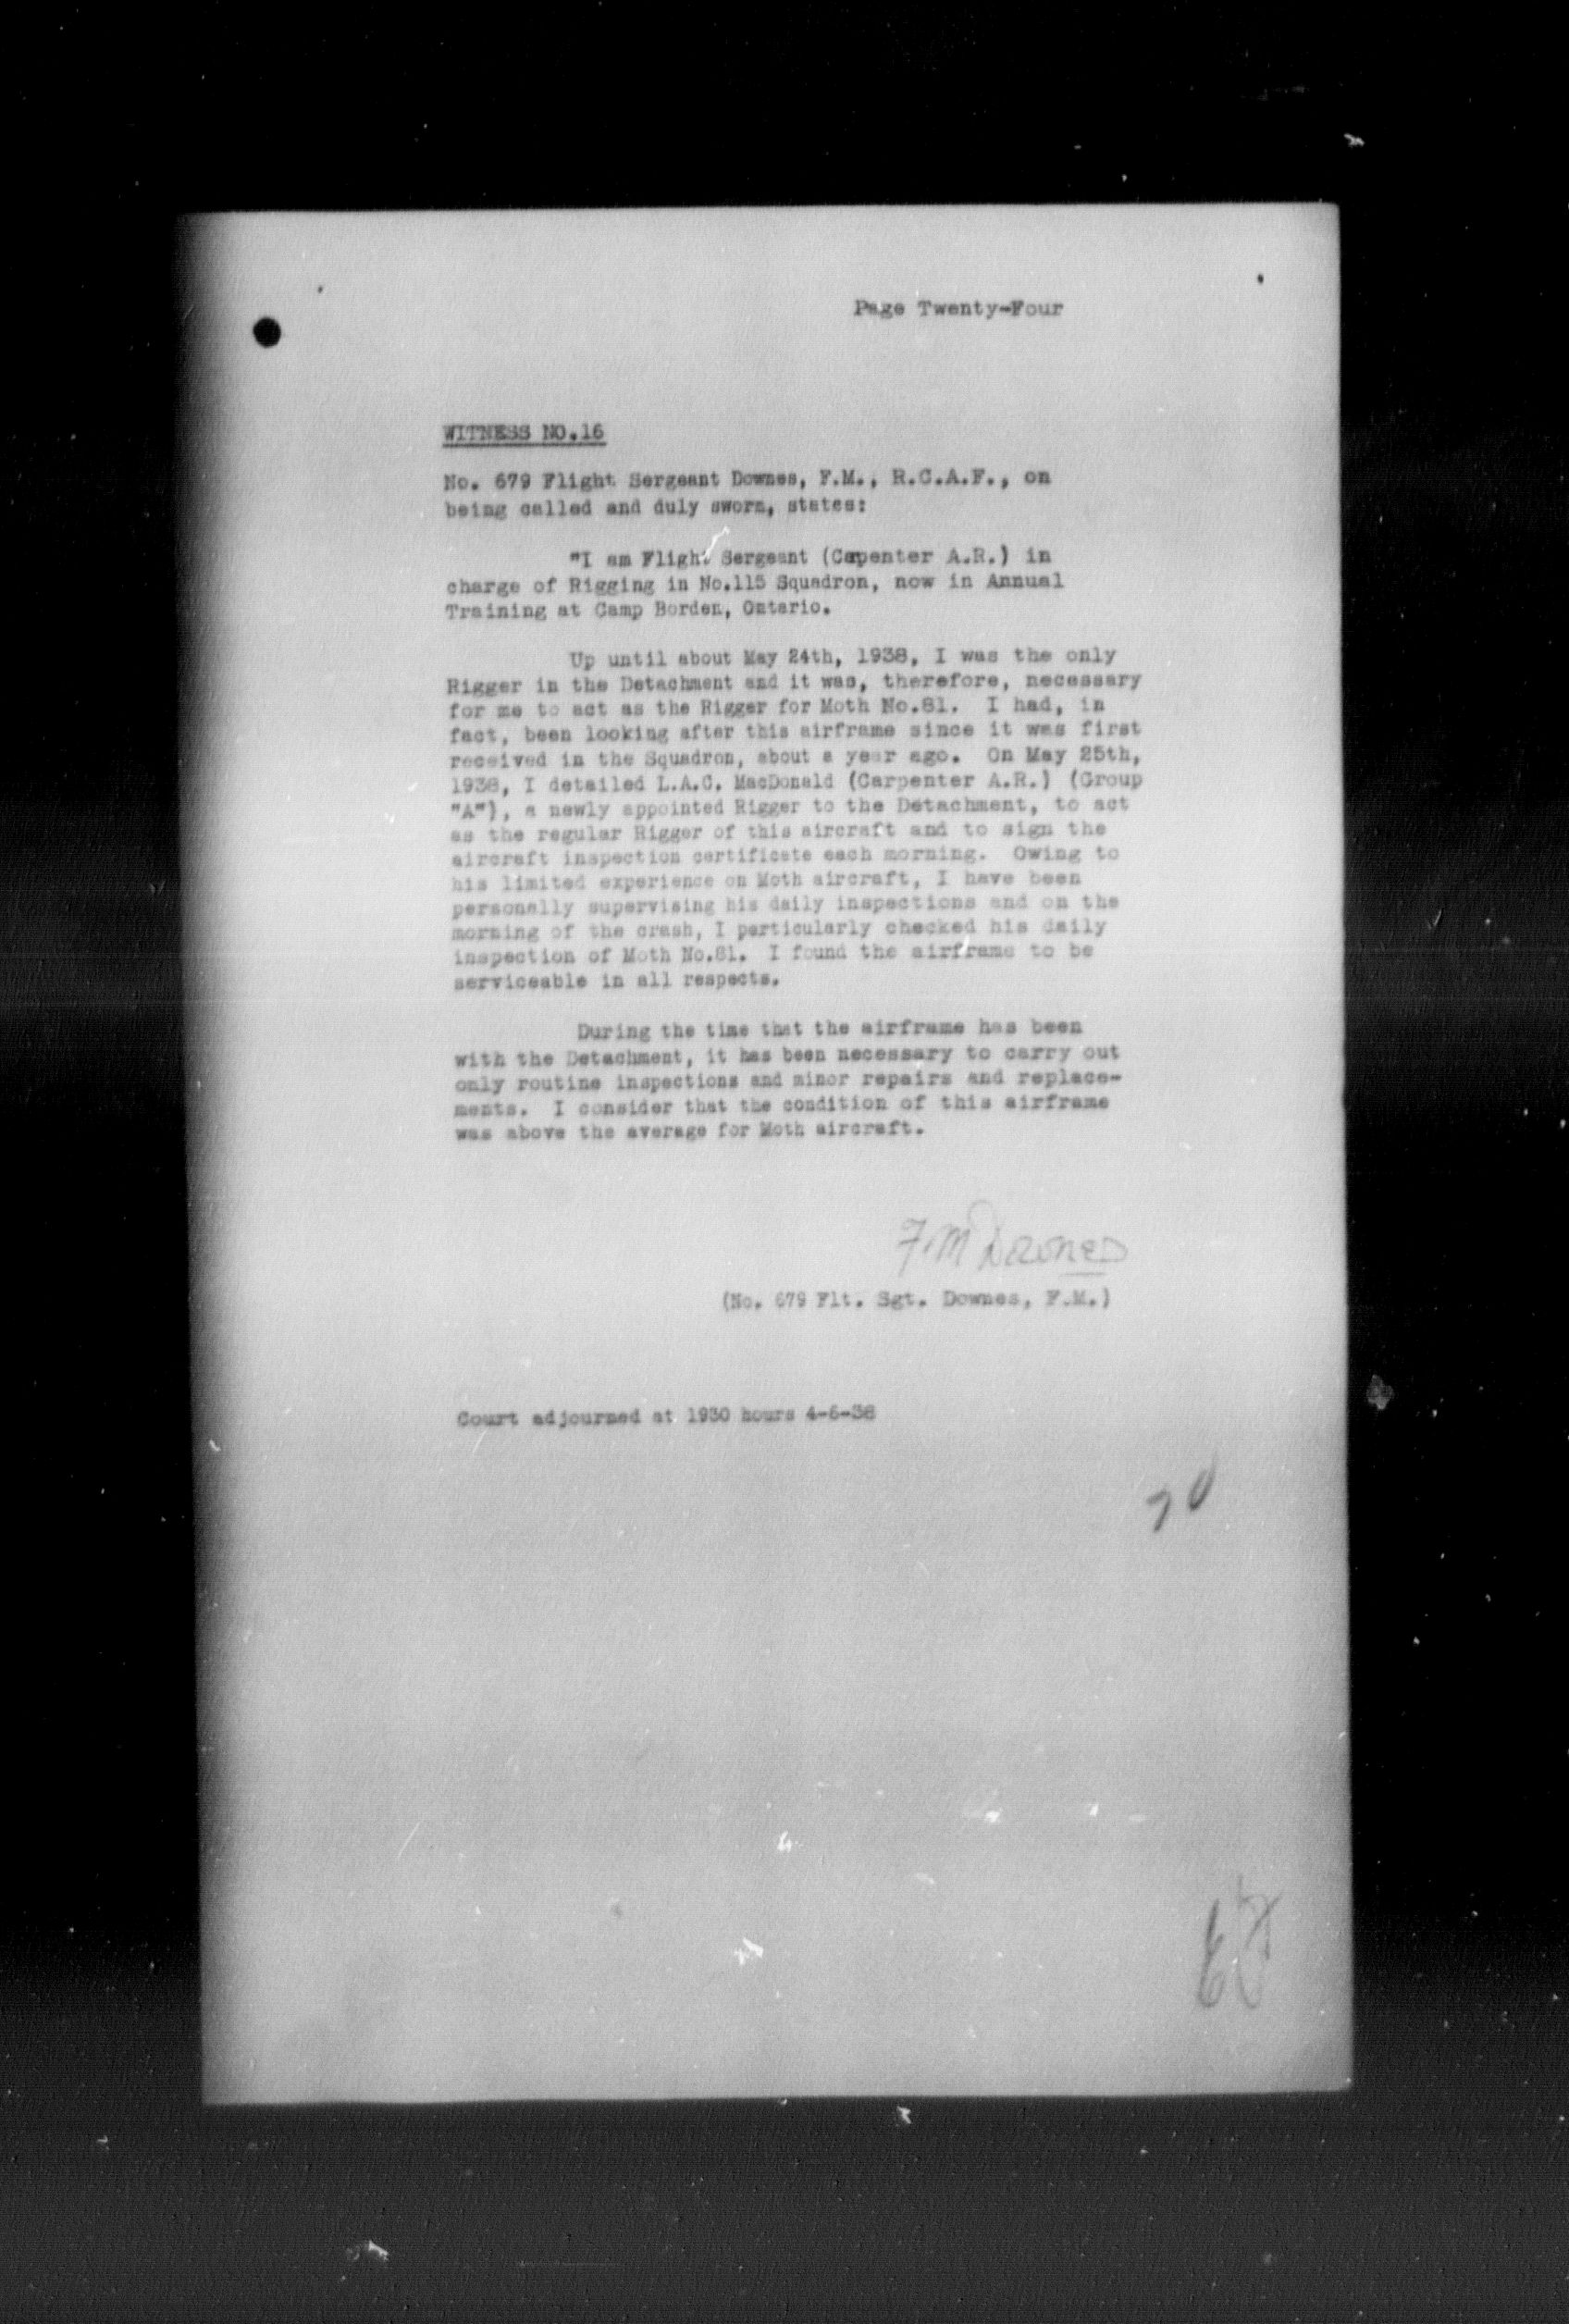 Page Twenty-Four
WITNESS NO.16
No. 679 Flight Sergeant Downes, F.M., R.C.A.F., on
being called and duly sworn, states:
"I am Flight Sergeant (Capenter A.R.) in
charge of Rigging in No.115 Squadron, now in Annual
Training at Camp Borden, Ontario.
Up until about May 24th, 1938, I was the only
Rigger in the Detachment and it was, therefore, necessary
for me to act as the Rigger for Moth No.81. I had, in
fact, been looking after this airframe since it was first
received in the Squadron, about a year ago. On May 25th,
1938, I detailed L.A.C. MacDonald (Carpenter A.R.) (Group
"A"), a newly appointed Rigger to the Detachment, to act
as the regular Rigger of this aircraft and to sign the
aircraft inspection certificate each morning. Owing to
his limited experience on Moth aircraft, I have been
personally supervising his daily inspections and on the
morning of the crash, I particularly checked his daily
inspection of Moth No.81. I found the airframe to be
serviceable in all respects.
During the time that the airframe has been
with the Detachment, it has been necessary to carry out
only routine inspections and minor repairs and replace-
ments. I consider that the condition of this airframe
was above the average for Moth aircraft.
F.M Downes
(No. 679 Flt. Sgt. Downes, F.M.)
Court adjourned at 1930 hours 4-6-38
70